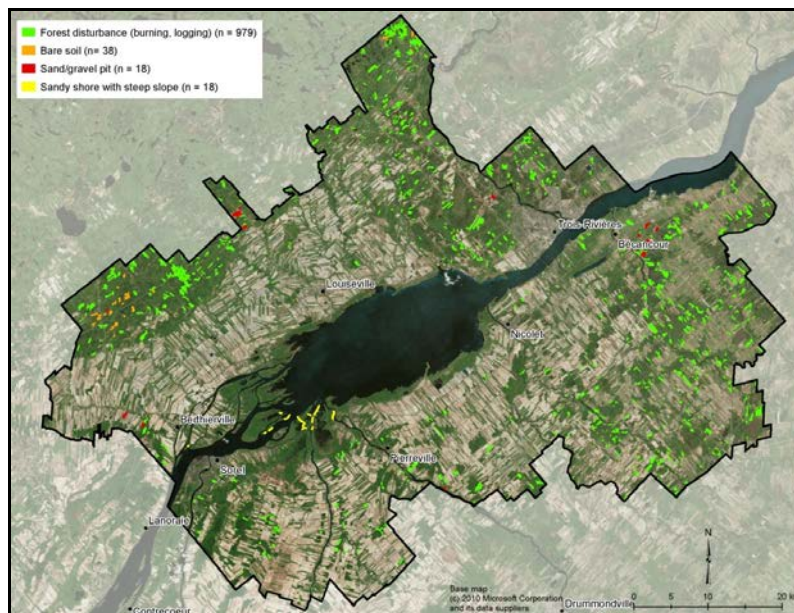 Forest disturbance (burning, logging) (n = 979)
Bare soil (n= 38)
Sand/gravel pit (n = 18)
Sandy shore with steep slope (n = 18)
Trois-Rivières
Bécancour
Louiseville
Nicolet
Berthierville
Pierreville
Sorel
Lanoraie
N
Contrecoeur
Base map
(c) 2010 Microsoft Corporation
and its data suppliers
Drummondville
0 10 20 km